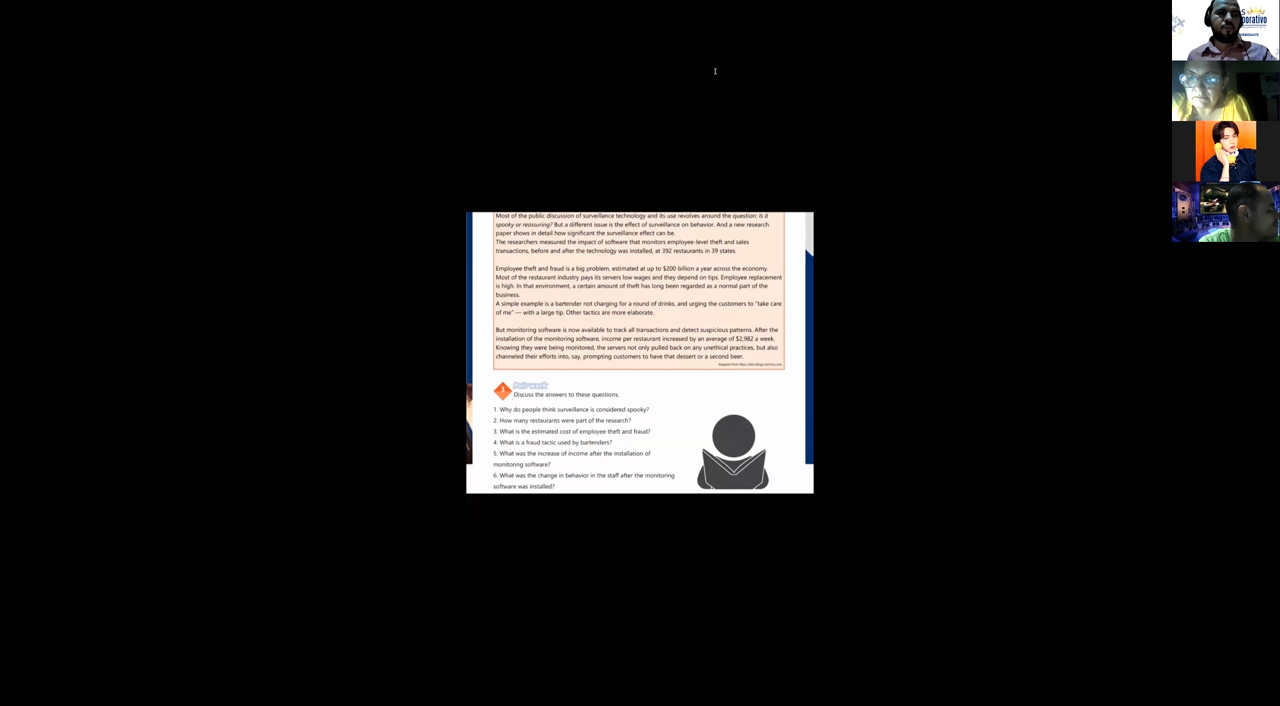 S
porativo
Most of the public discussion of surveillance technology and its use revolves around the question: Is it
spooky or reassuring? But a different issue is the effect of surveillance on behavior. And a new research
paper shows in detail how significant the surveillance effect can be.
The researchers measured the impact of software that monitors employee-level theft and sales
transactions, before and after the technology was installed, at 392 restaurants in 39 states.
Employee theft and fraud is a big problem, estimated at up to $200 billion a year across the economy.
Most of the restaurant industry pays its servers low wages and they depend on tips. Employee replacement
is high. In that environment, a certain amount of theft has long been regarded as a normal part of the
business.
A simple example is a bartender not charging for a round of drinks, and urging the customers to "take care
of me" — with a large tip. Other tactics are more elaborate.
But monitoring software is now available to track all transactions and detect suspicious patterns. After the
installation of the monitoring software, income per restaurant increased by an average of $2,982 a week.
Knowing they were being monitored, the servers not only pulled back on any unethical practices, but also
channeled their efforts into, say, prompting customers to have that dessert or a second beer.
Adapted from
3
Pair work
Discuss the answers to these questions.
1. Why do people think surveillance is considered spooky?
2. How many restaurants were part of the research?
3. What is the estimated cost of employee theft and fraud?
4. What is a fraud tactic used by bartenders?
5. What was the increase of income after the installation of
monitoring software?
6. What was the change in behavior in the staff after the monitoring
software was installed?